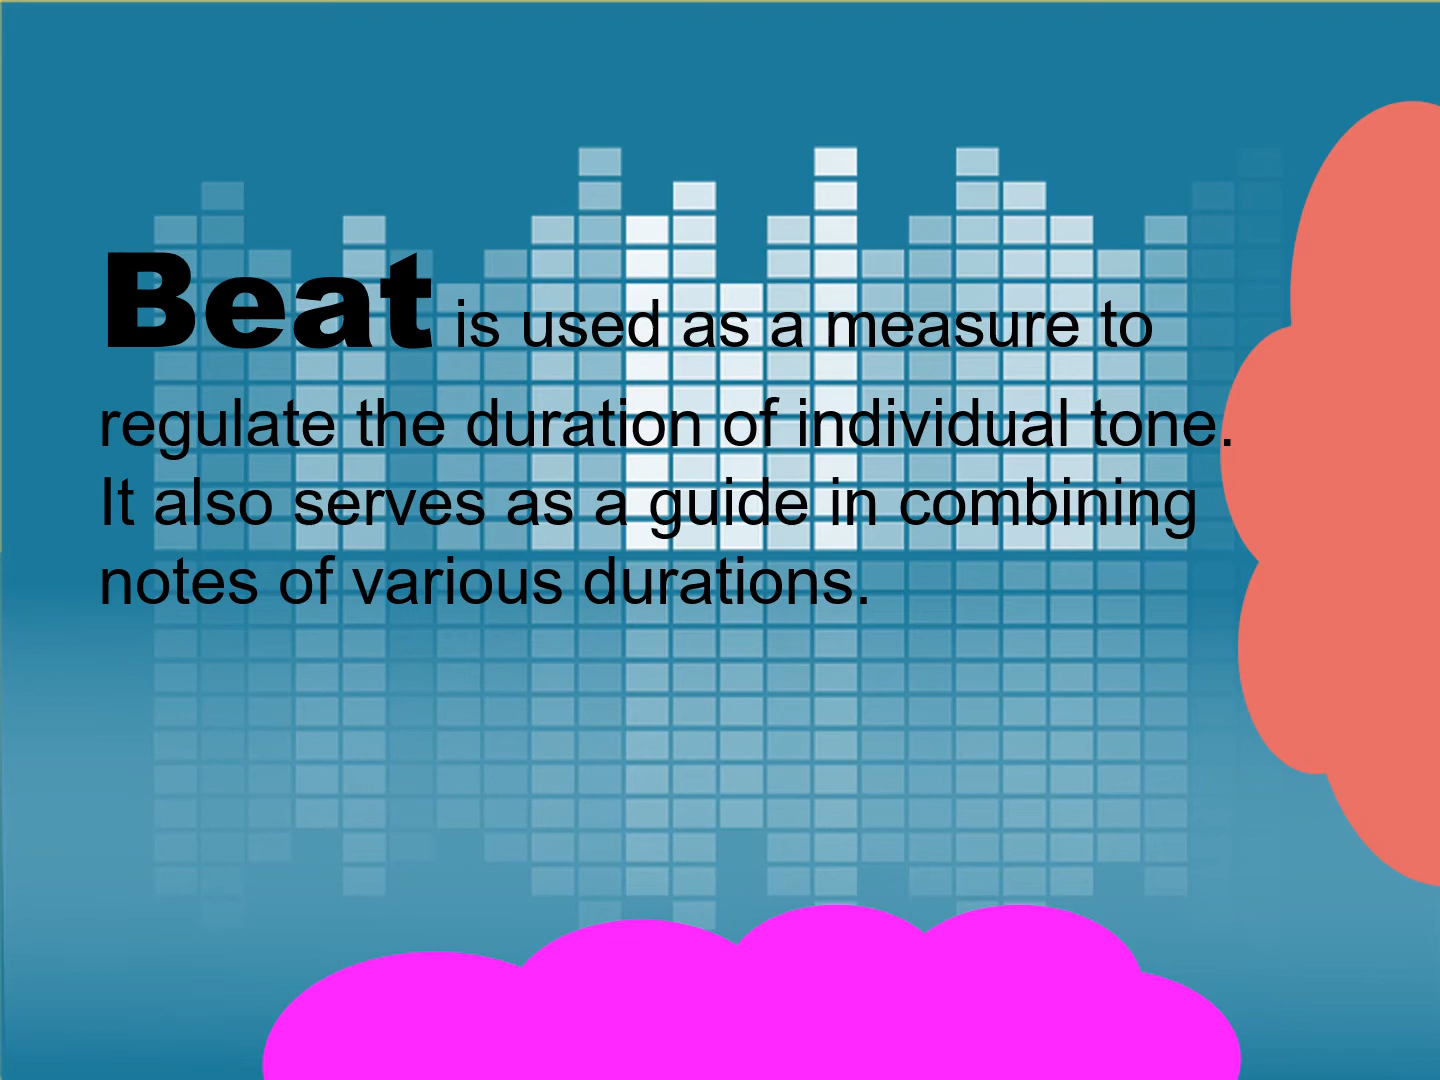 Beat is used as a measure to
regulate the duration of individual tone.
It also serves as a guide in combining
notes of various durations.